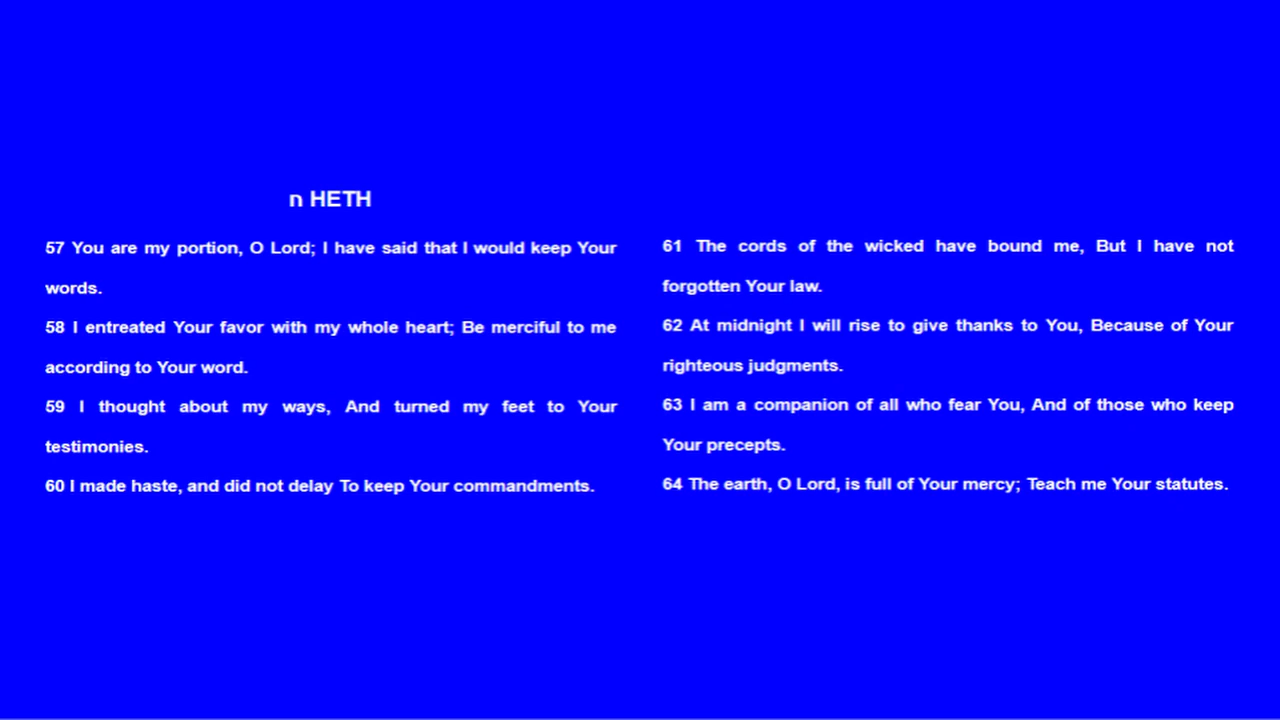 n HETH
57 You are my portion, O Lord; I have said that I would keep Your
words.
58 I entreated Your favor with my whole heart; Be merciful to me
according to Your word.
59 I thought about my ways, And turned my feet to Your
testimonies.
60 I made haste, and did not delay To keep Your commandments.
61 The cords of the wicked have bound me, But I have not
forgotten Your law.
62 At midnight I will rise to give thanks to You, Because of Your
righteous judgments.
63 I am a companion of all who fear You, And of those who keep
Your precepts.
64 The earth, O Lord, is full of Your mercy; Teach me Your statutes.